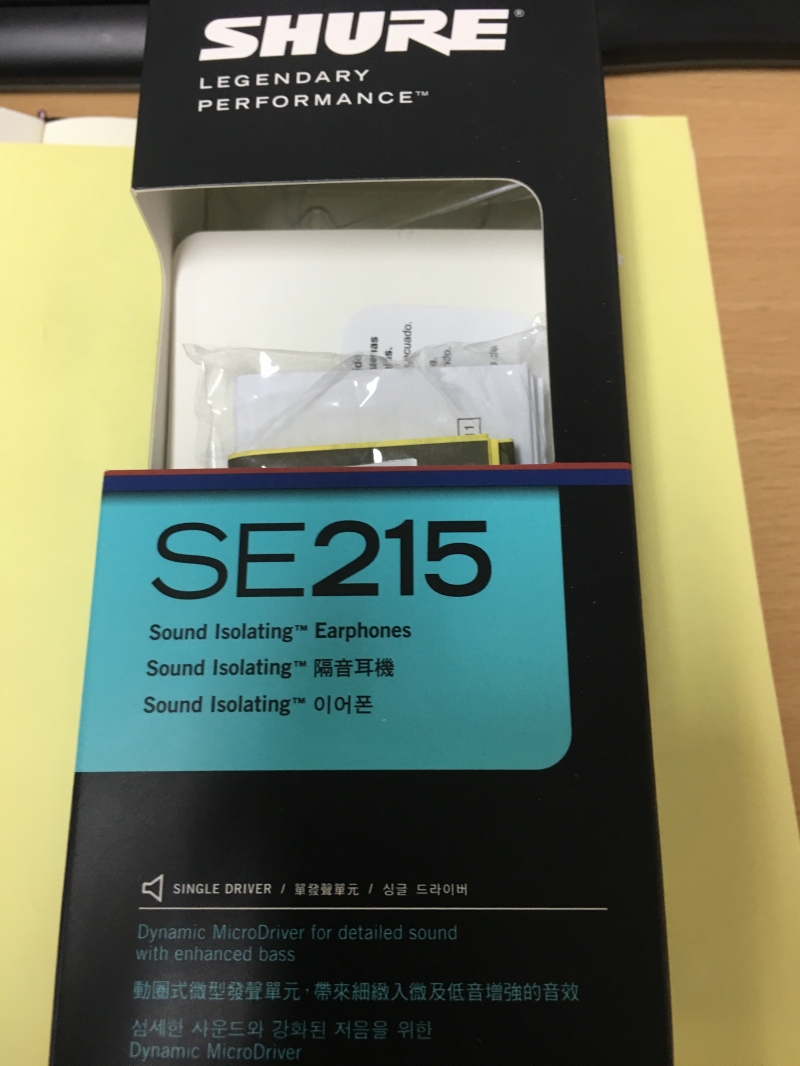 SHURE®
LEGENDARY
PERFORMANCE™
ecuado.
11
SE215
Sound Isolating™ Earphones
Sound Isolating™ 隔音耳機
Sound Isolating™ 이어폰
SINGLE DRIVER / 單發聲單元 / 싱글 드라이버
Dynamic MicroDriver for detailed sound
with enhanced bass
動圈式微型發聲單元·帶來細緻入微及低音增強的音效
섬세한 사운드와 강화된 저음을 위한
Dynamic MicroDriver